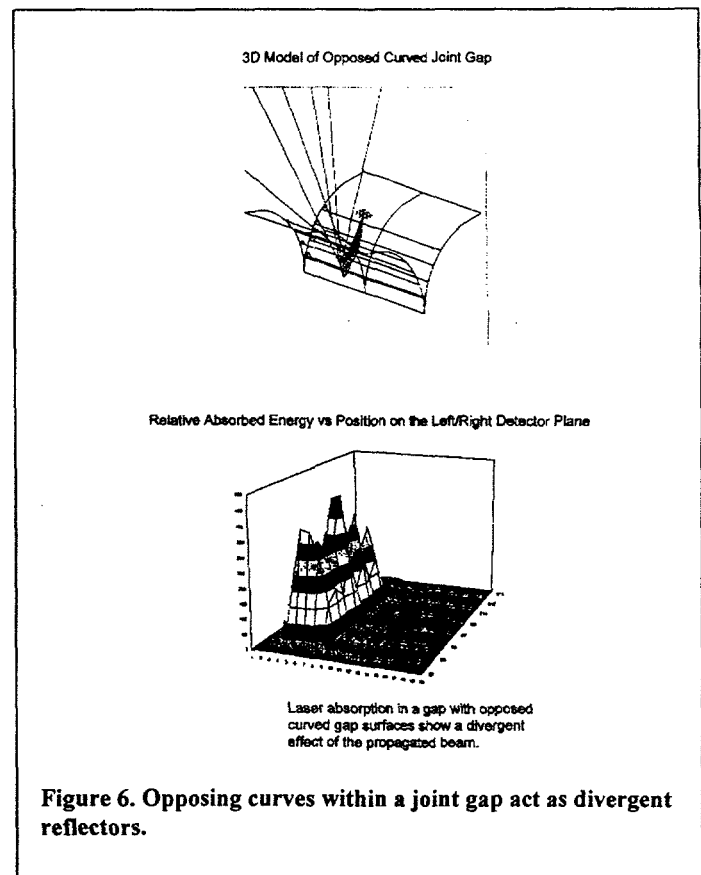 3D Model of Opposed Curved Joint Gap
Relative Absorbed Energy vs Position on the Left/Right Detector Plane
Laser absorption in a gap with opposed
curved gap surfaces show a divergent
effect of the propagated beam.
Figure 6. Opposing curves within a joint gap act as divergent
reflectors.